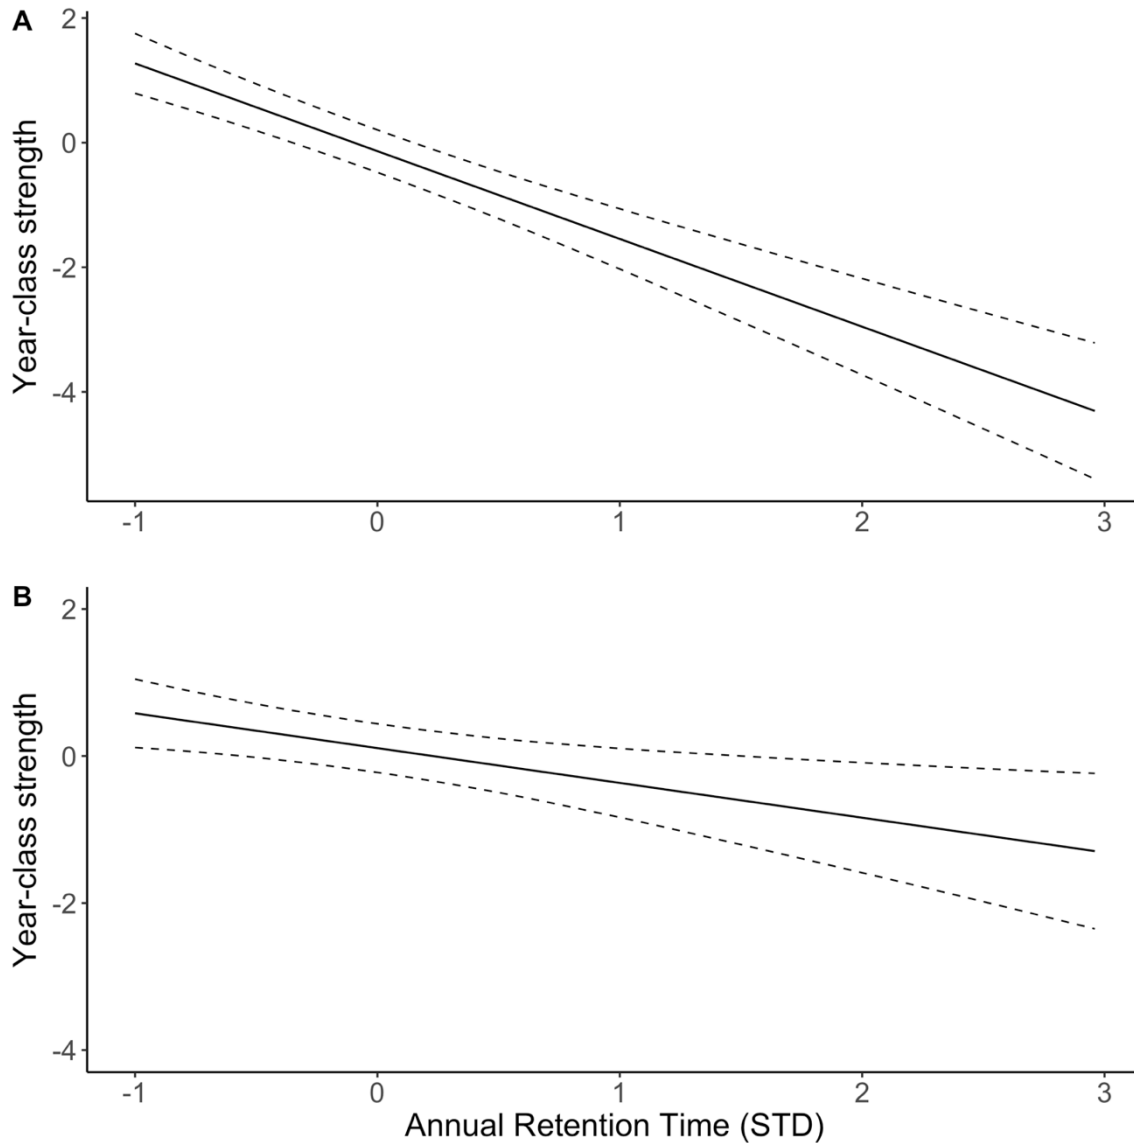 A
Year-class strength
2
0
-2
-4
-1 0 1 2 3
B
Year-class strength
2
0
-2
-4
-1 0 1 2 3
Annual Retention Time (STD)